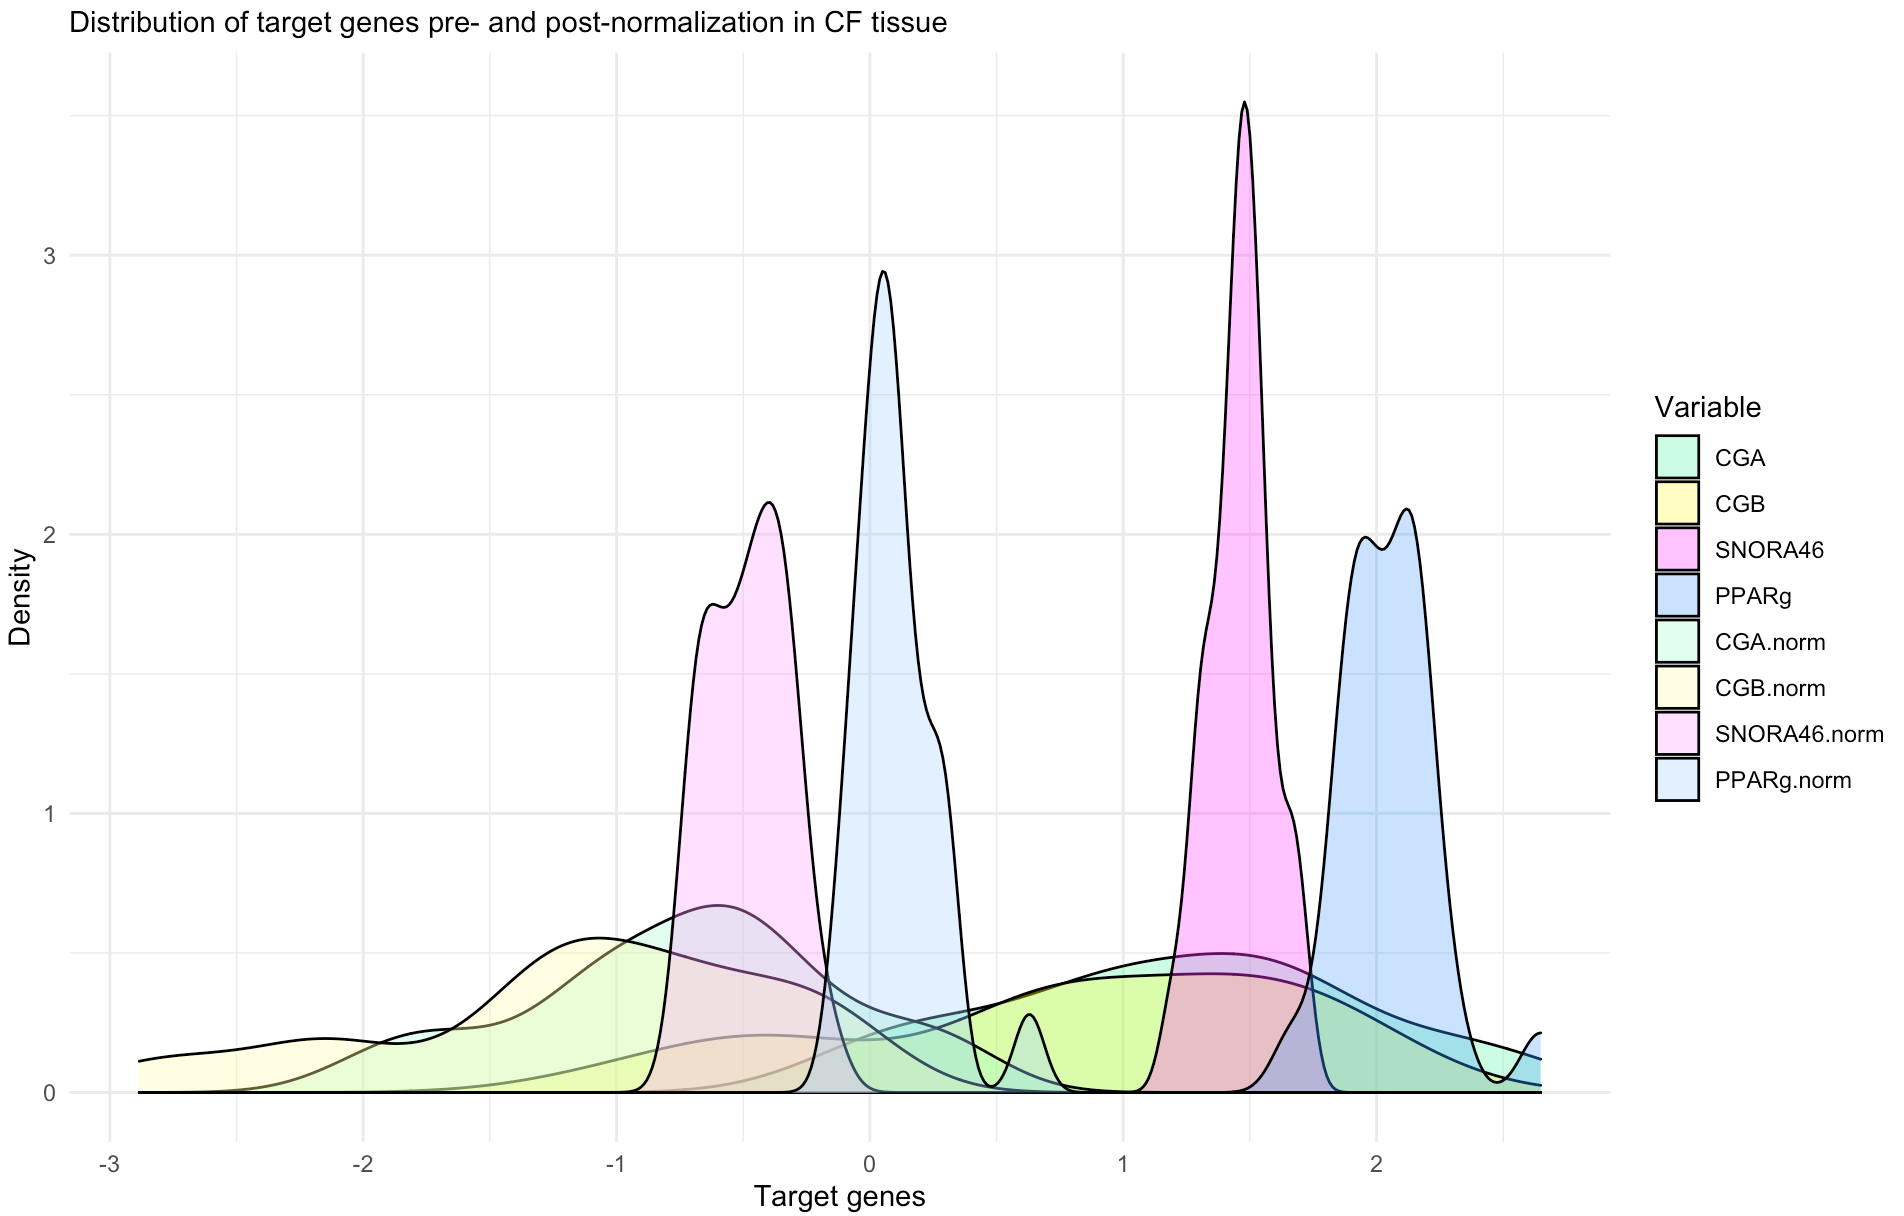 Distribution of target genes pre- and post-normalization in CF tissue
Density
3
2
1
0
-3
-2
-1
0
1
2
Target genes
Variable
CGA
CGB
SNORA46
PPARg
CGA.norm
CGB.norm
SNORA46.norm
PPARg.norm